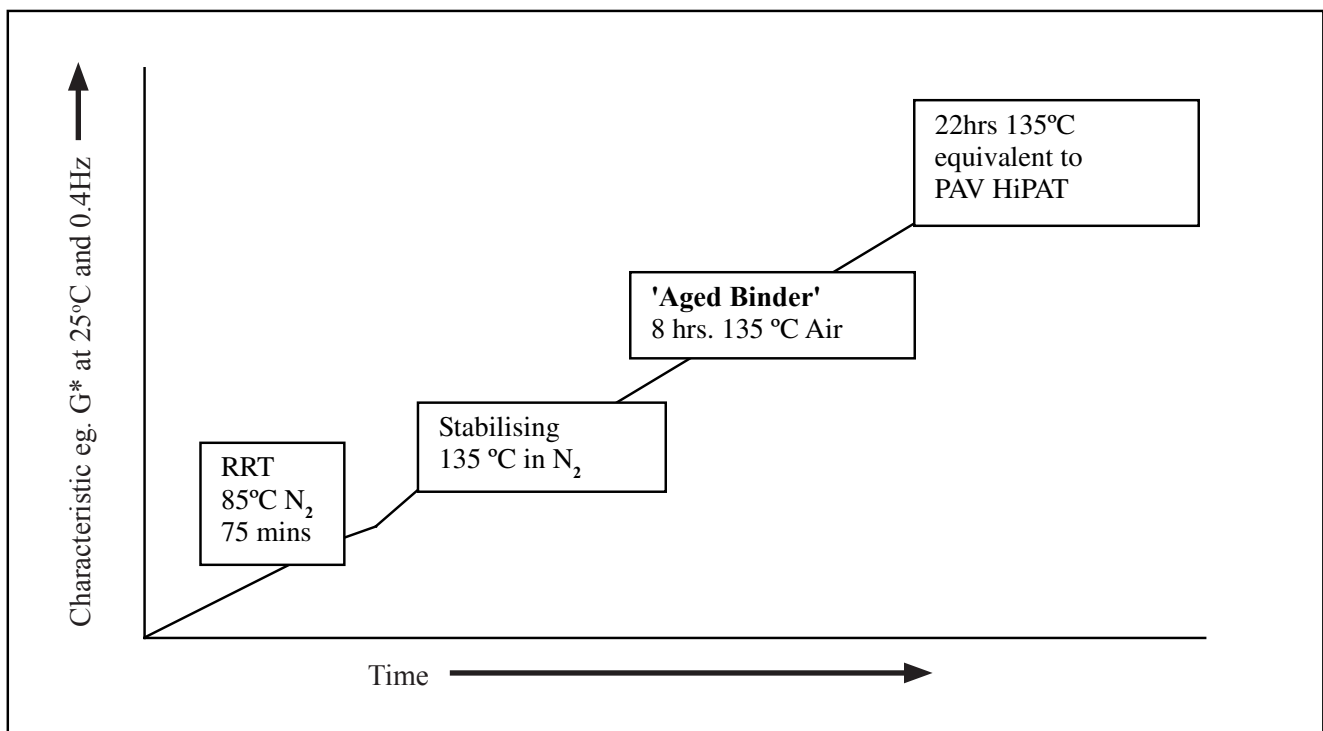 Characteristic eg. G* at 25ºC and 0.4Hz
22hrs 135ºC
equivalent to
PAV HiPAT
'Aged Binder'
8 hrs. 135 ºC Air
Stabilising
135 ºC in N₂
RRT
85ºC N₂
75 mins
Time